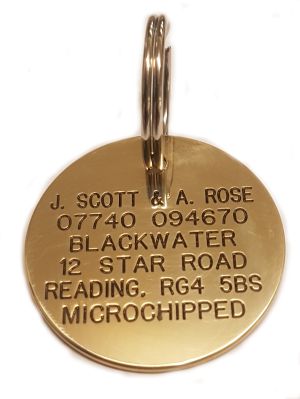 J. SCOTT & A. ROSE
07740 094670
BLACKWATER
12 STAR ROAD
READING, RG4 5BS
MICROCHIPPED